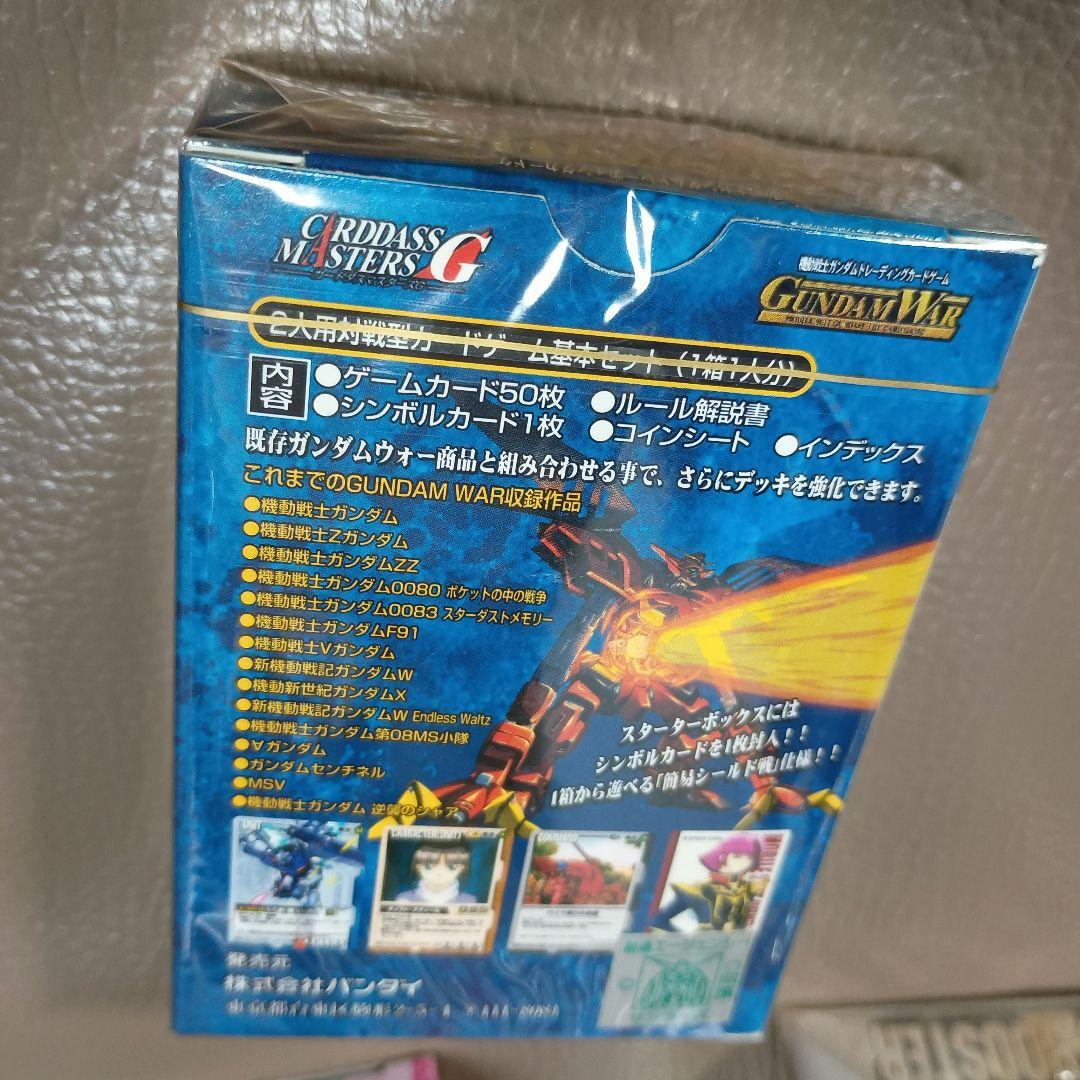 CARDDASS
MASTERS G
カードダスマスターズG
機動戦士ガンダムトレーディングカードゲーム
GUNDAM WAR
2人用対戦型カードゲーム基本セット（1箱1人分）
内容
●ゲームカード50枚 ●ルール解説書
●シンボルカード1枚 ●コインシート ●インデックス
既存ガンダムウォー商品と組み合わせる事で、さらにデッキを強化できます。
これまでのGUNDAM WAR収録作品
●機動戦士ガンダム
●機動戦士Zガンダム
●機動戦士ガンダムZZ
●機動戦士ガンダム0080 ポケットの中の戦争
●機動戦士ガンダム0083 スターダストメモリー
●機動戦士ガンダムF91
●機動戦士Vガンダム
●新機動戦記ガンダムW
●機動新世紀ガンダムX
●新機動戦記ガンダムW Endless Waltz
●機動戦士ガンダム第08MS小隊
●∀ガンダム
●ガンダムセンチネル
●MSV
●機動戦士ガンダム 逆襲のシャア
スターターボックスには
シンボルカードを1枚封入！！
1箱から遊べる「簡易シールド戦」仕様！！
UNIT
CHARACTER UNIT
COMMAND
発売元
株式会社バンダイ